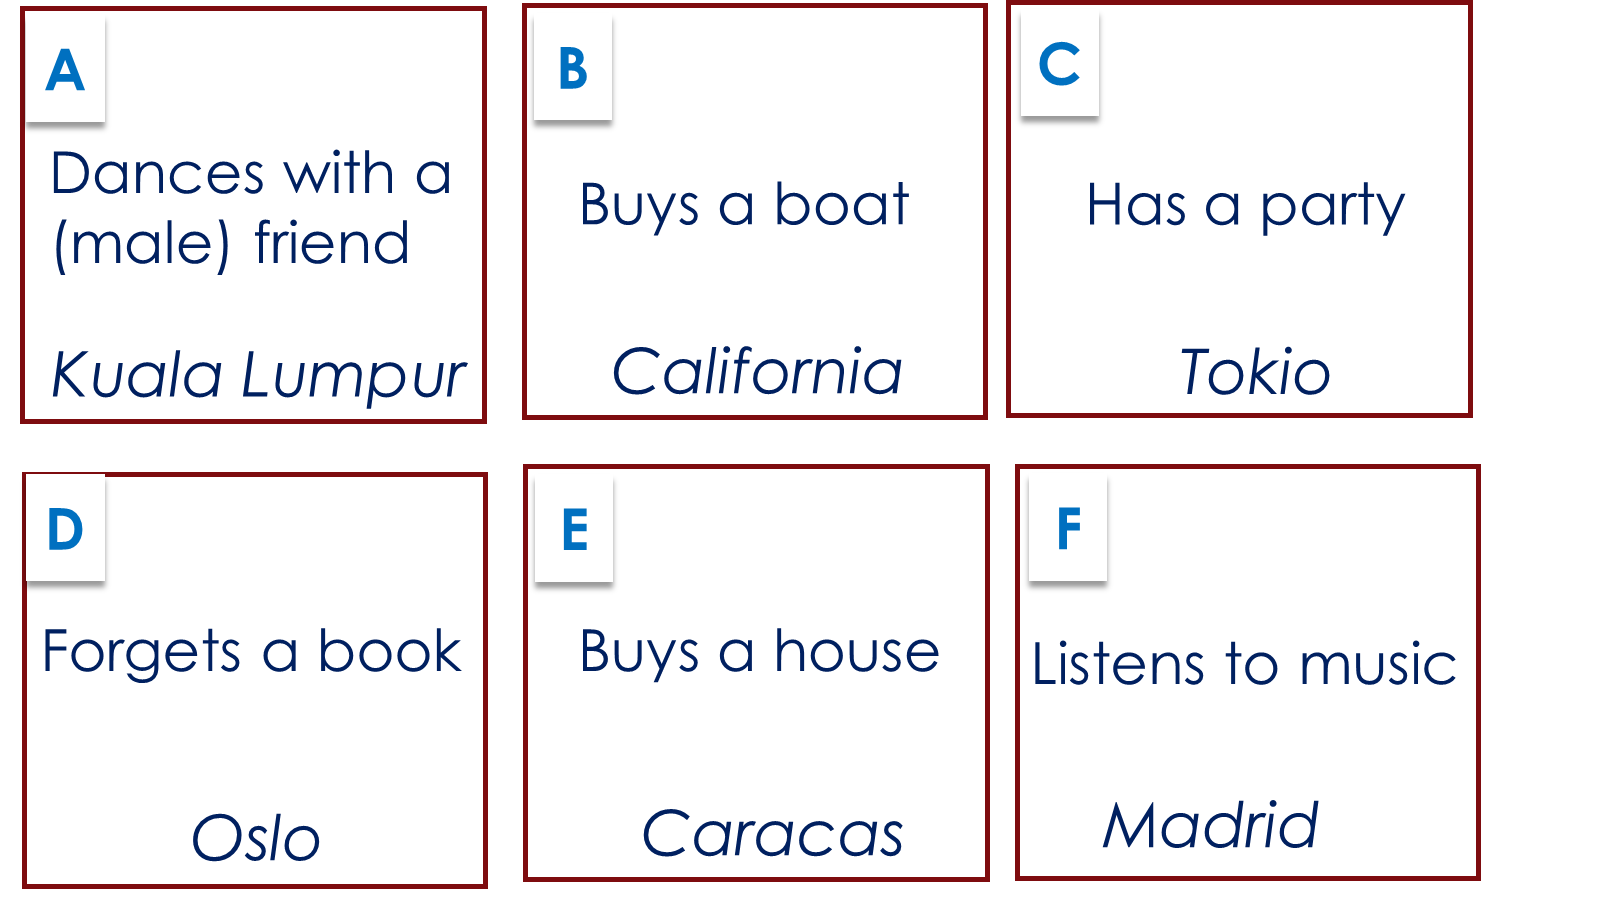 A
Dances with a
(male) friend
Kuala Lumpur
B
Buys a boat
California
C
Has a party
Tokio
D
Forgets a book
Oslo
E
Buys a house
Caracas
F
Listens to music
Madrid